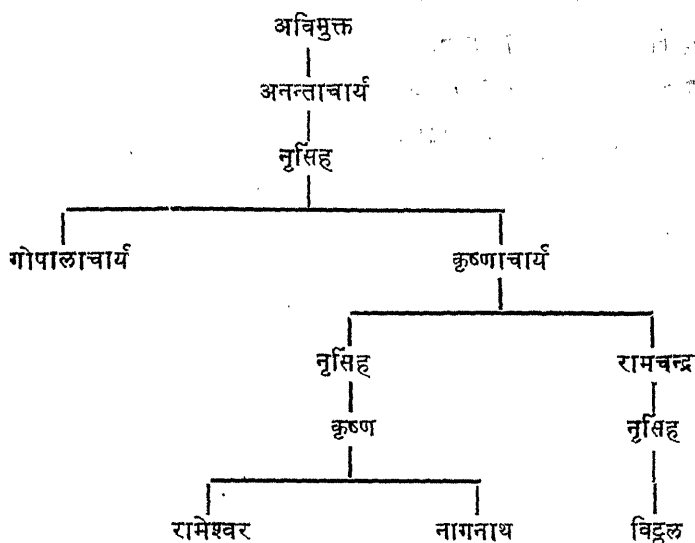 अविमुक्त
अनन्ताचार्य
नृसिंह
गोपालाचार्य कृष्णाचार्य
नृसिंह रामचन्द्र
कृष्ण नृसिंह
रामेश्वर नागनाथ विट्ठल